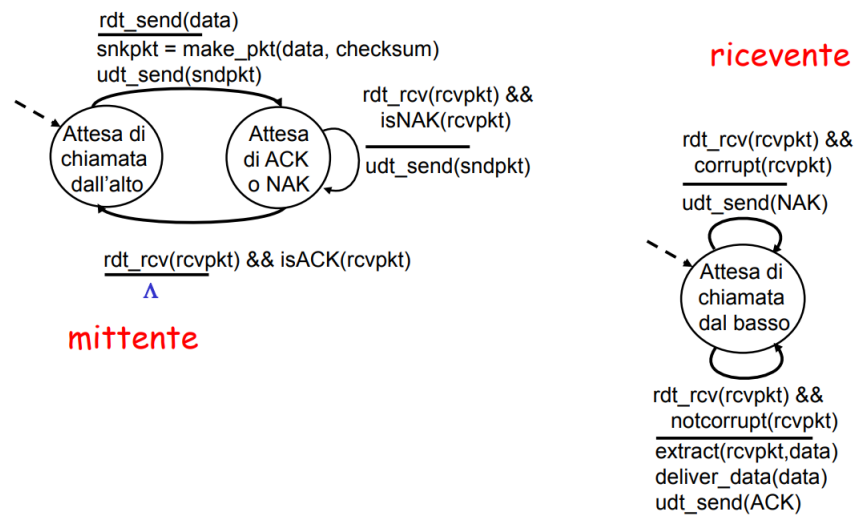 rdt_send(data)
snkpkt = make_pkt(data, checksum)
udt_send(sndpkt)
Attesa di
chiamata
dall'alto
Attesa
di ACK
o NAK
rdt_rcv(rcvpkt) &&
isNAK(rcvpkt)
udt_send(sndpkt)
rdt_rcv(rcvpkt) && isACK(rcvpkt)
Λ
mittente
ricevente
rdt_rcv(rcvpkt) &&
corrupt(rcvpkt)
udt_send(NAK)
Attesa di
chiamata
dal basso
rdt_rcv(rcvpkt) &&
notcorrupt(rcvpkt)
extract(rcvpkt,data)
deliver_data(data)
udt_send(ACK)